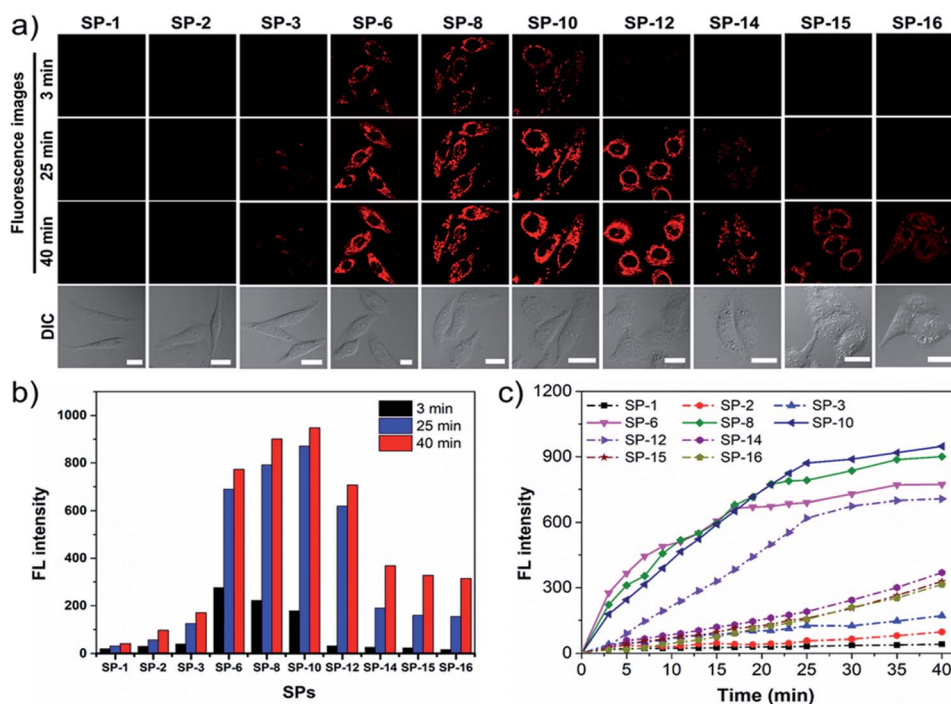 a)
SP-1 SP-2 SP-3 SP-6 SP-8 SP-10 SP-12 SP-14 SP-15 SP-16
Fluorescence images
3 min
25 min
40 min
DIC
b)
FL intensity
1000
800
600
400
200
0
3 min
25 min
40 min
SP-1 SP-2 SP-3 SP-6 SP-8 SP-10 SP-12 SP-14 SP-15 SP-16
SPs
c)
FL intensity
1200
900
600
300
0
SP-1 SP-2 SP-3
SP-6 SP-8 SP-10
SP-12 SP-14
SP-15 SP-16
0 5 10 15 20 25 30 35 40
Time (min)